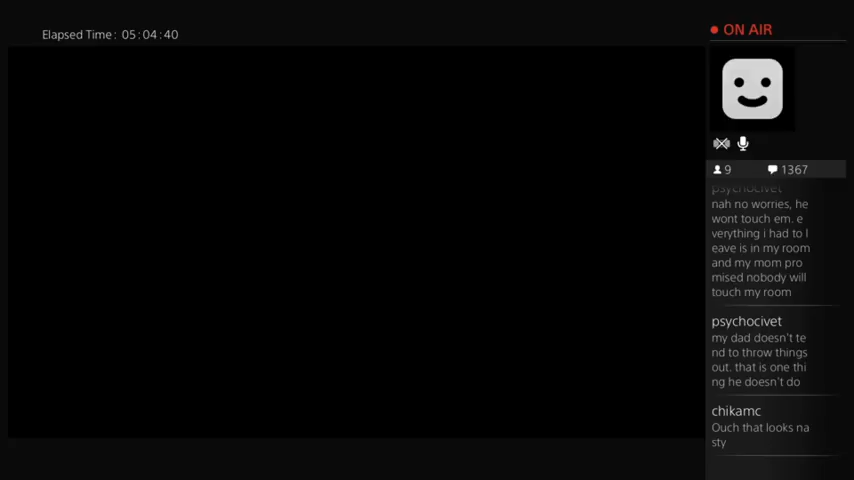 Elapsed Time: 05:04:40
ON AIR
9 1367
psychocivet
nah no worries, he
wont touch em. e
verything i had to l
eave is in my room
and my mom pro
mised nobody will
touch my room
psychocivet
my dad doesn't te
nd to throw things
out. that is one thi
ng he doesn't do
chikamc
Ouch that looks na
sty